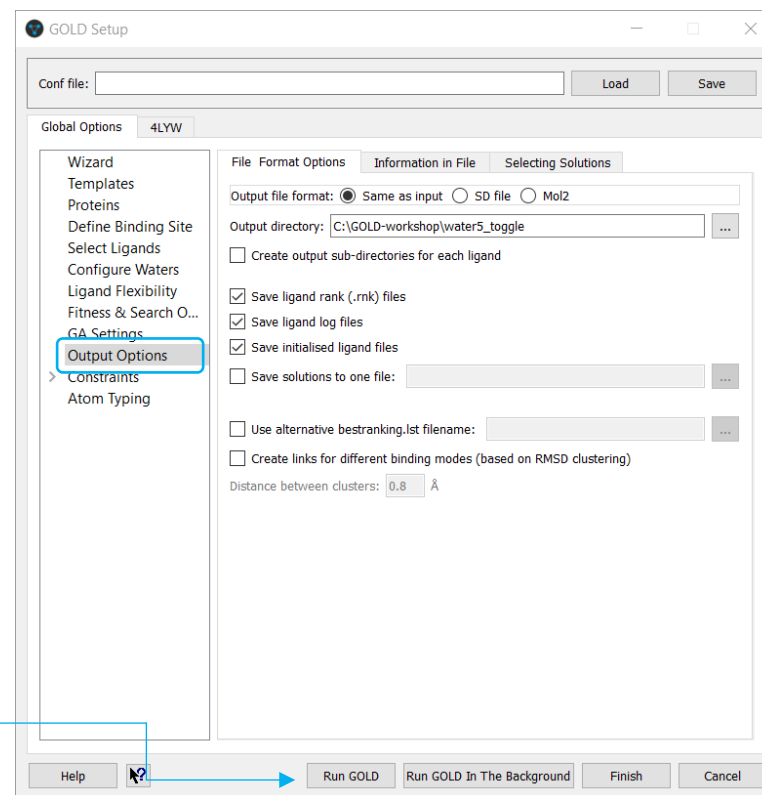 GOLD Setup
Conf file:
Load
Save
Global Options
4LYW
Wizard
Templates
Proteins
Define Binding Site
Select Ligands
Configure Waters
Ligand Flexibility
Fitness & Search O...
GA Settings
Output Options
Constraints
Atom Typing
File Format Options
Information in File
Selecting Solutions
Output file format: Same as input SD file Mol2
Output directory: C:\GOLD-workshop\water5_toggle ...
Create output sub-directories for each ligand
Save ligand rank (.rnk) files
Save ligand log files
Save initialised ligand files
Save solutions to one file: ...
Use alternative bestranking.lst filename: ...
Create links for different binding modes (based on RMSD clustering)
Distance between clusters: 0.8 Å
Help
?
Run GOLD
Run GOLD In The Background
Finish
Cancel